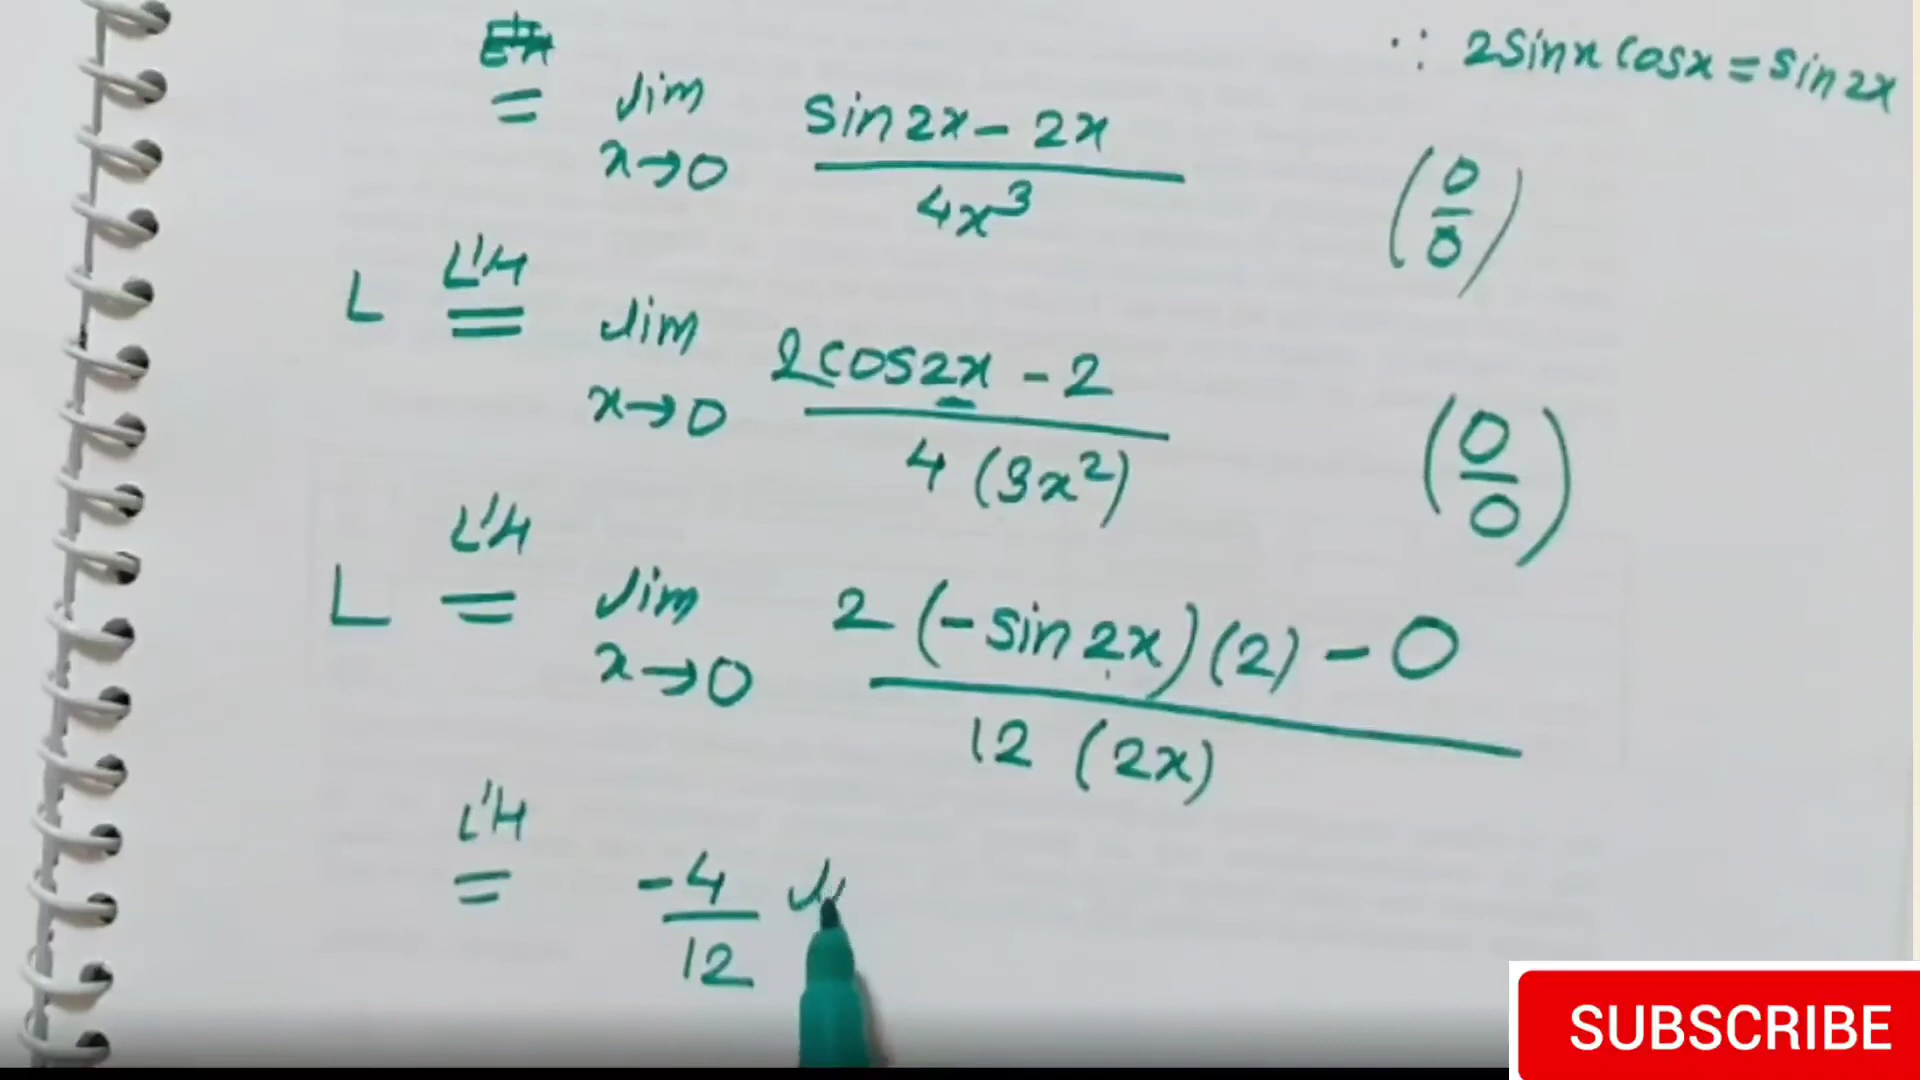 ∵ 2sinx cosx = sin2x
= lim x→0 (sin2x - 2x)/(4x³) (0/0)
L L'H = lim x→0 (2cos2x - 2)/(4(3x²)) (0/0)
L L'H = lim x→0 (2(-sin2x)(2) - 0)/(12(2x))
L'H = -4/12
SUBSCRIBE